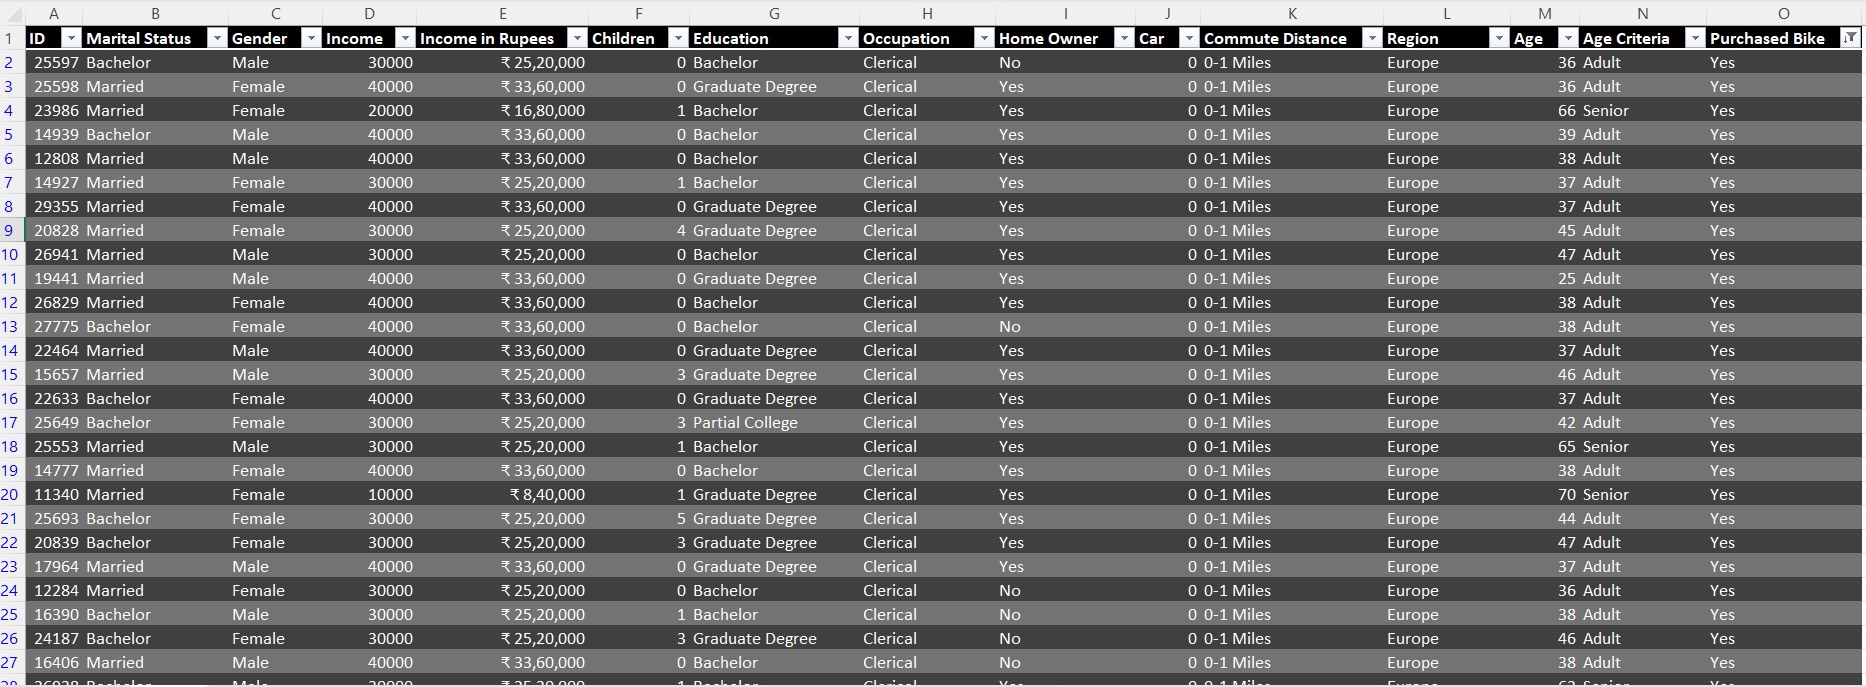 A B C D E F G H I J K L M N O
1 ID Marital Status Gender Income Income in Rupees Children Education Occupation Home Owner Car Commute Distance Region Age Age Criteria Purchased Bike
2 25597 Bachelor Male 30000 ₹ 25,20,000 0 Bachelor Clerical No 0 0-1 Miles Europe 36 Adult Yes
3 25598 Married Female 40000 ₹ 33,60,000 0 Graduate Degree Clerical Yes 0 0-1 Miles Europe 36 Adult Yes
4 23986 Married Female 20000 ₹ 16,80,000 1 Bachelor Clerical Yes 0 0-1 Miles Europe 66 Senior Yes
5 14939 Bachelor Male 40000 ₹ 33,60,000 0 Bachelor Clerical Yes 0 0-1 Miles Europe 39 Adult Yes
6 12808 Married Male 40000 ₹ 33,60,000 0 Bachelor Clerical Yes 0 0-1 Miles Europe 38 Adult Yes
7 14927 Married Female 30000 ₹ 25,20,000 1 Bachelor Clerical Yes 0 0-1 Miles Europe 37 Adult Yes
8 29355 Married Female 40000 ₹ 33,60,000 0 Graduate Degree Clerical Yes 0 0-1 Miles Europe 37 Adult Yes
9 20828 Married Female 30000 ₹ 25,20,000 4 Graduate Degree Clerical Yes 0 0-1 Miles Europe 45 Adult Yes
10 26941 Married Male 30000 ₹ 25,20,000 0 Bachelor Clerical Yes 0 0-1 Miles Europe 47 Adult Yes
11 19441 Married Male 40000 ₹ 33,60,000 0 Graduate Degree Clerical Yes 0 0-1 Miles Europe 25 Adult Yes
12 26829 Married Female 40000 ₹ 33,60,000 0 Bachelor Clerical Yes 0 0-1 Miles Europe 38 Adult Yes
13 27775 Bachelor Female 40000 ₹ 33,60,000 0 Bachelor Clerical No 0 0-1 Miles Europe 38 Adult Yes
14 22464 Married Male 40000 ₹ 33,60,000 0 Graduate Degree Clerical Yes 0 0-1 Miles Europe 37 Adult Yes
15 15657 Married Male 30000 ₹ 25,20,000 3 Graduate Degree Clerical Yes 0 0-1 Miles Europe 46 Adult Yes
16 22633 Bachelor Female 40000 ₹ 33,60,000 0 Graduate Degree Clerical Yes 0 0-1 Miles Europe 37 Adult Yes
17 25649 Bachelor Female 30000 ₹ 25,20,000 3 Partial College Clerical Yes 0 0-1 Miles Europe 42 Adult Yes
18 25553 Married Male 30000 ₹ 25,20,000 1 Bachelor Clerical Yes 0 0-1 Miles Europe 65 Senior Yes
19 14777 Married Female 40000 ₹ 33,60,000 0 Bachelor Clerical Yes 0 0-1 Miles Europe 38 Adult Yes
20 11340 Married Female 10000 ₹ 8,40,000 1 Graduate Degree Clerical Yes 0 0-1 Miles Europe 70 Senior Yes
21 25693 Bachelor Female 30000 ₹ 25,20,000 5 Graduate Degree Clerical Yes 0 0-1 Miles Europe 44 Adult Yes
22 20839 Bachelor Female 30000 ₹ 25,20,000 3 Graduate Degree Clerical Yes 0 0-1 Miles Europe 47 Adult Yes
23 17964 Married Male 40000 ₹ 33,60,000 0 Graduate Degree Clerical Yes 0 0-1 Miles Europe 37 Adult Yes
24 12284 Married Female 30000 ₹ 25,20,000 0 Bachelor Clerical No 0 0-1 Miles Europe 36 Adult Yes
25 16390 Bachelor Male 30000 ₹ 25,20,000 1 Bachelor Clerical No 0 0-1 Miles Europe 38 Adult Yes
26 24187 Bachelor Female 30000 ₹ 25,20,000 3 Graduate Degree Clerical No 0 0-1 Miles Europe 46 Adult Yes
27 16406 Married Male 40000 ₹ 33,60,000 0 Bachelor Clerical No 0 0-1 Miles Europe 38 Adult Yes